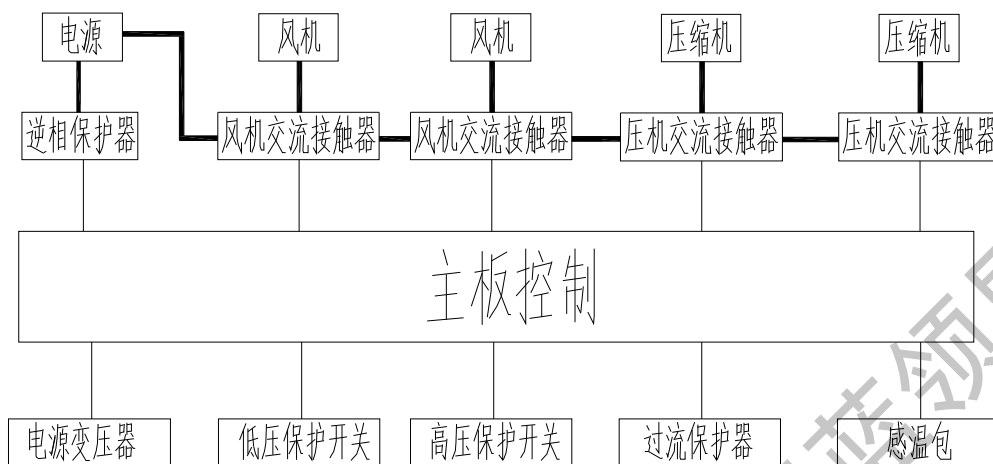 电源 风机 风机 压缩机 压缩机
逆相保护器 风机交流接触器 风机交流接触器 压机交流接触器 压机交流接触器
主板控制
电源变压器 低压保护开关 高压保护开关 过流保护器 感温包
蓝领